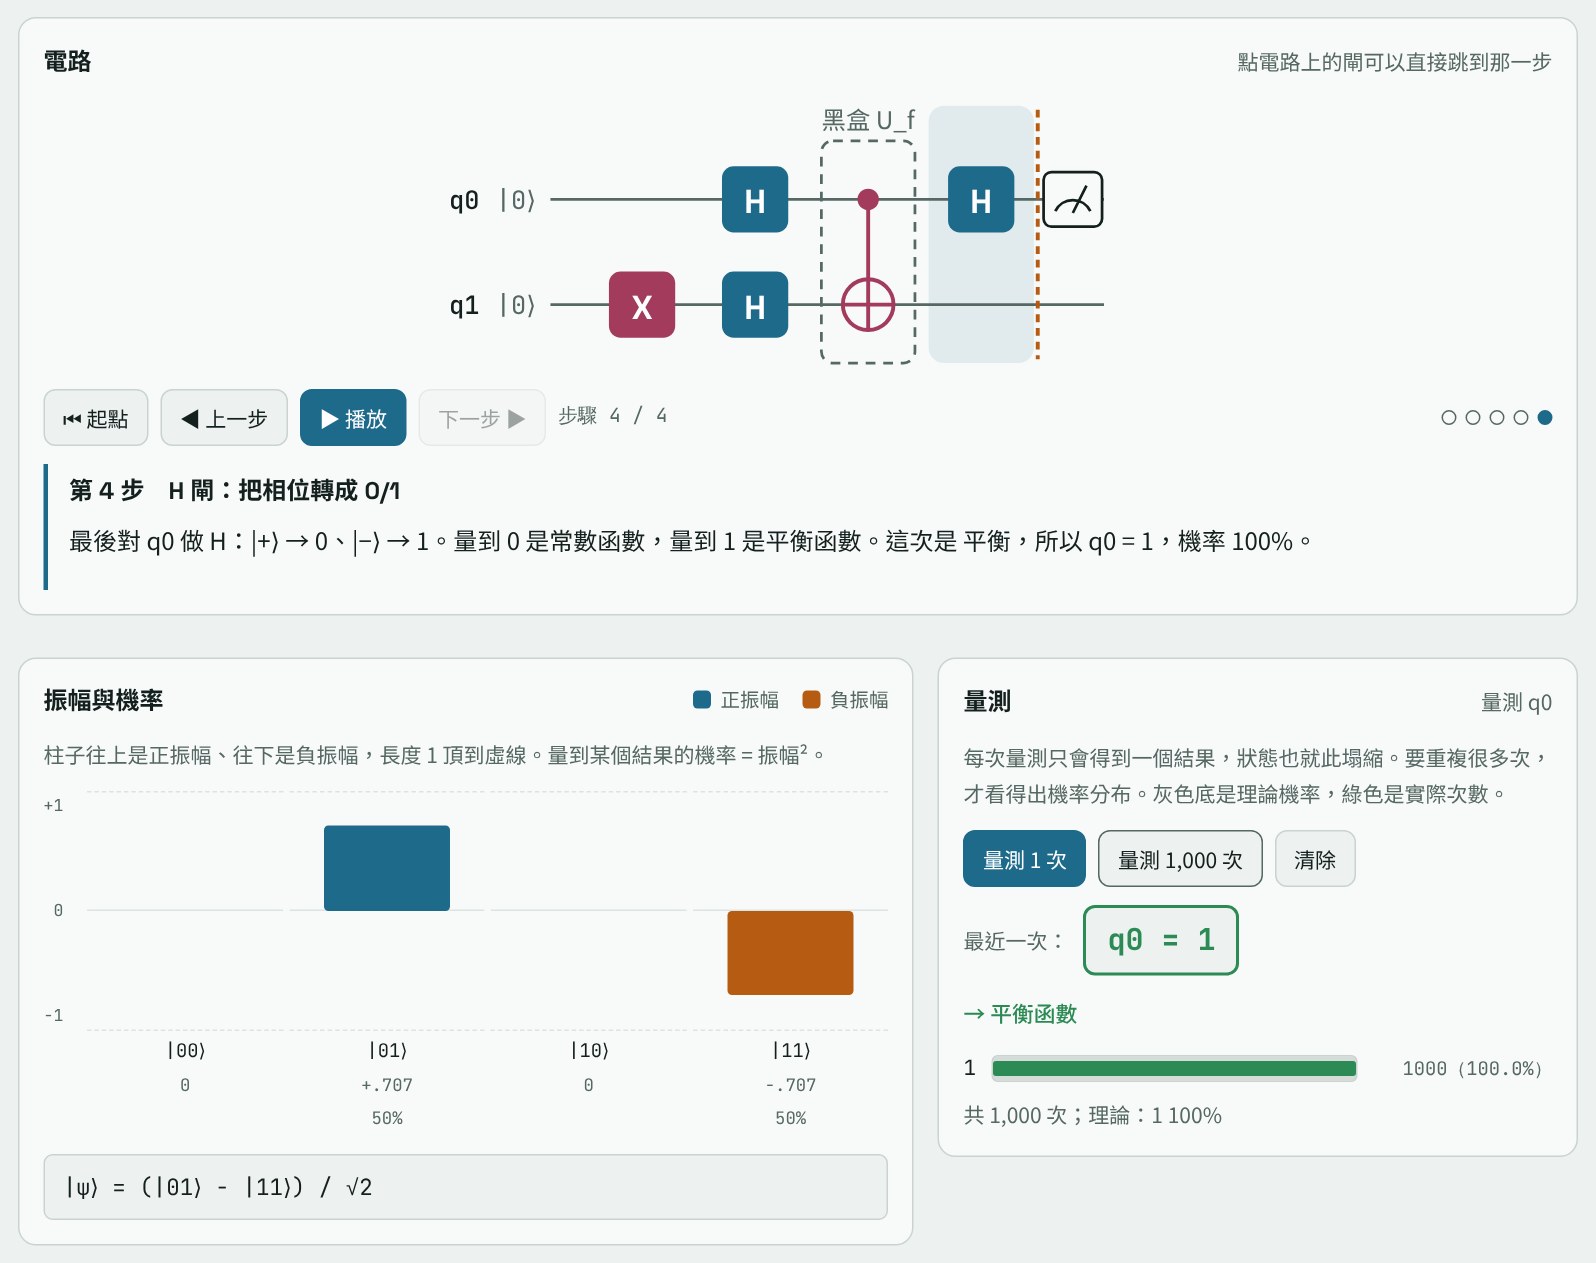 電路
點電路上的閘可以直接跳到那一步
黑盒 U_f
q0 |0⟩ H H
q1 |0⟩ X H
⏮ 起點 ◀ 上一步 ▶ 播放 下一步 ▶ 步驟 4 / 4
第 4 步 H 閘：把相位轉成 0/1
最後對 q0 做 H：|+⟩ → 0、|−⟩ → 1。量到 0 是常數函數，量到 1 是平衡函數。這次是 平衡，所以 q0 = 1，機率 100%。
振幅與機率
正振幅 負振幅
柱子往上是正振幅、往下是負振幅，長度 1 頂到虛線。量到某個結果的機率 = 振幅²。
+1
0
-1
|00⟩ |01⟩ |10⟩ |11⟩
0 +.707 0 -.707
50% 50%
|ψ⟩ = (|01⟩ - |11⟩) / √2
量測
量測 q0
每次量測只會得到一個結果，狀態也就此塌縮。要重複很多次，
才看得出機率分布。灰色底是理論機率，綠色是實際次數。
量測 1 次 量測 1,000 次 清除
最近一次： q0 = 1
→ 平衡函數
1 1000 (100.0%)
共 1,000 次；理論：1 100%